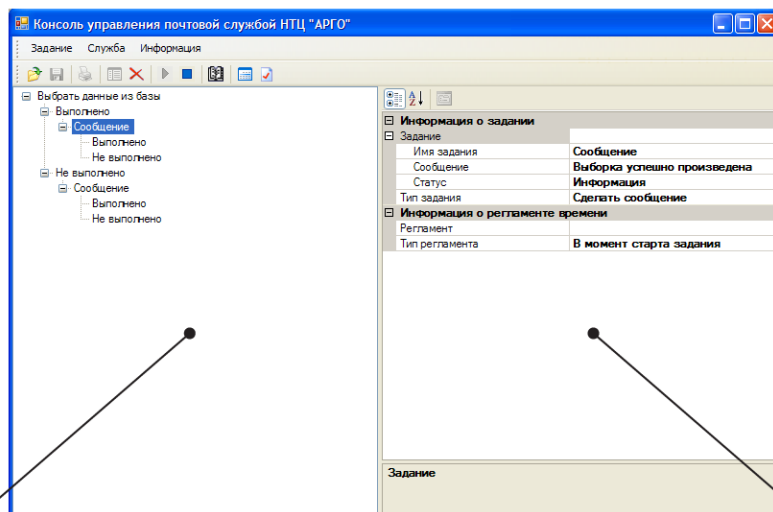 Консоль управления почтовой службой НТЦ "АРГО"
Задание Служба Информация
Выбрать данные из базы
Выполнено
Сообщение
Выполнено
Не выполнено
Не выполнено
Сообщение
Выполнено
Не выполнено
Информация о задании
Задание
Имя задания Сообщение
Сообщение Выборка успешно произведена
Статус Информация
Тип задания Сделать сообщение
Информация о регламенте времени
Регламент
Тип регламента В момент старта задания
Задание